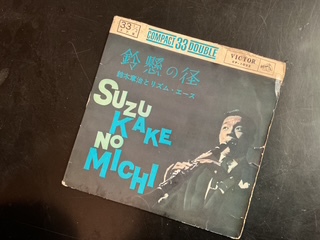 33
COMPACT 33 DOUBLE
VICTOR
鈴懸の径
鈴木章治とリズム・エース
SUZU
KAKE
NO
MICHI